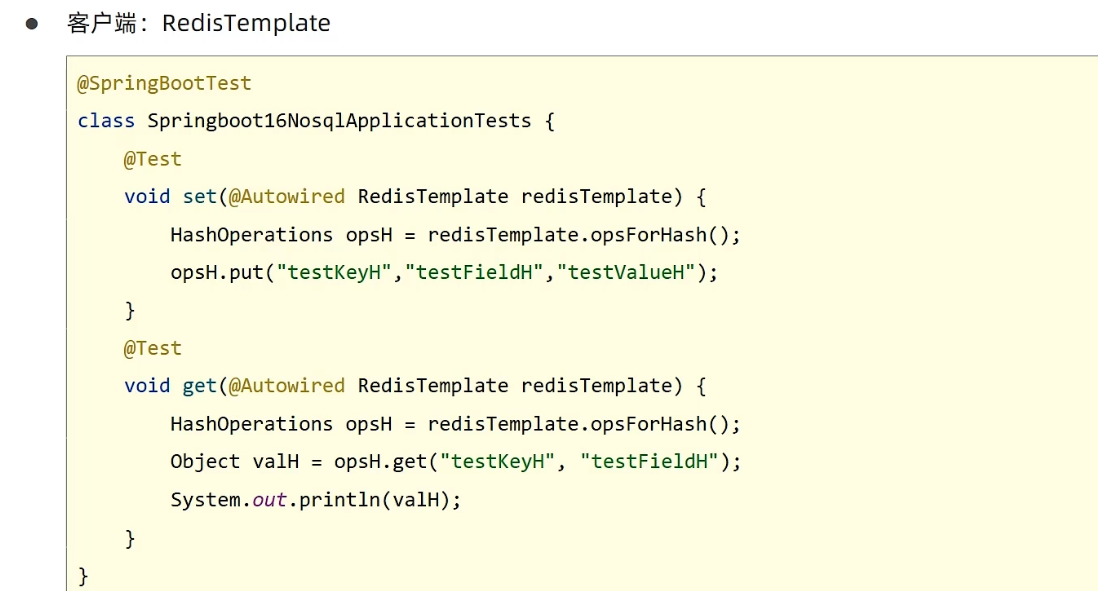 ● 客户端：RedisTemplate
@SpringBootTest
class Springboot16NosqlApplicationTests {
    @Test
    void set(@Autowired RedisTemplate redisTemplate) {
        HashOperations opsH = redisTemplate.opsForHash();
        opsH.put("testKeyH","testFieldH","testValueH");
    }
    @Test
    void get(@Autowired RedisTemplate redisTemplate) {
        HashOperations opsH = redisTemplate.opsForHash();
        Object valH = opsH.get("testKeyH", "testFieldH");
        System.out.println(valH);
    }
}